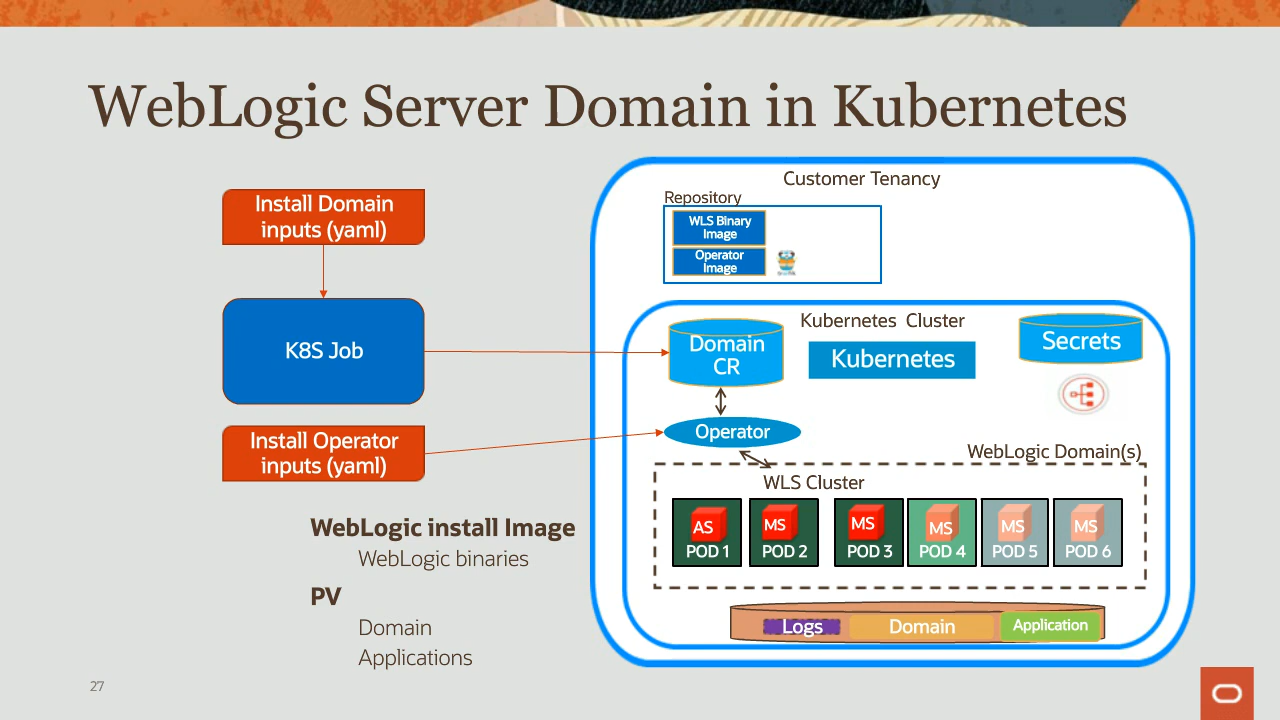 WebLogic Server Domain in Kubernetes
Install Domain
inputs (yaml)
K8S Job
Install Operator
inputs (yaml)
WebLogic install Image
WebLogic binaries
PV
Domain
Applications
27
Customer Tenancy
Repository
WLS Binary
Image
Operator
Image
Kubernetes Cluster
Domain
CR
Kubernetes
Secrets
Operator
WebLogic Domain(s)
WLS Cluster
AS
POD 1
MS
POD 2
MS
POD 3
MS
POD 4
MS
POD 5
MS
POD 6
Logs
Domain
Application